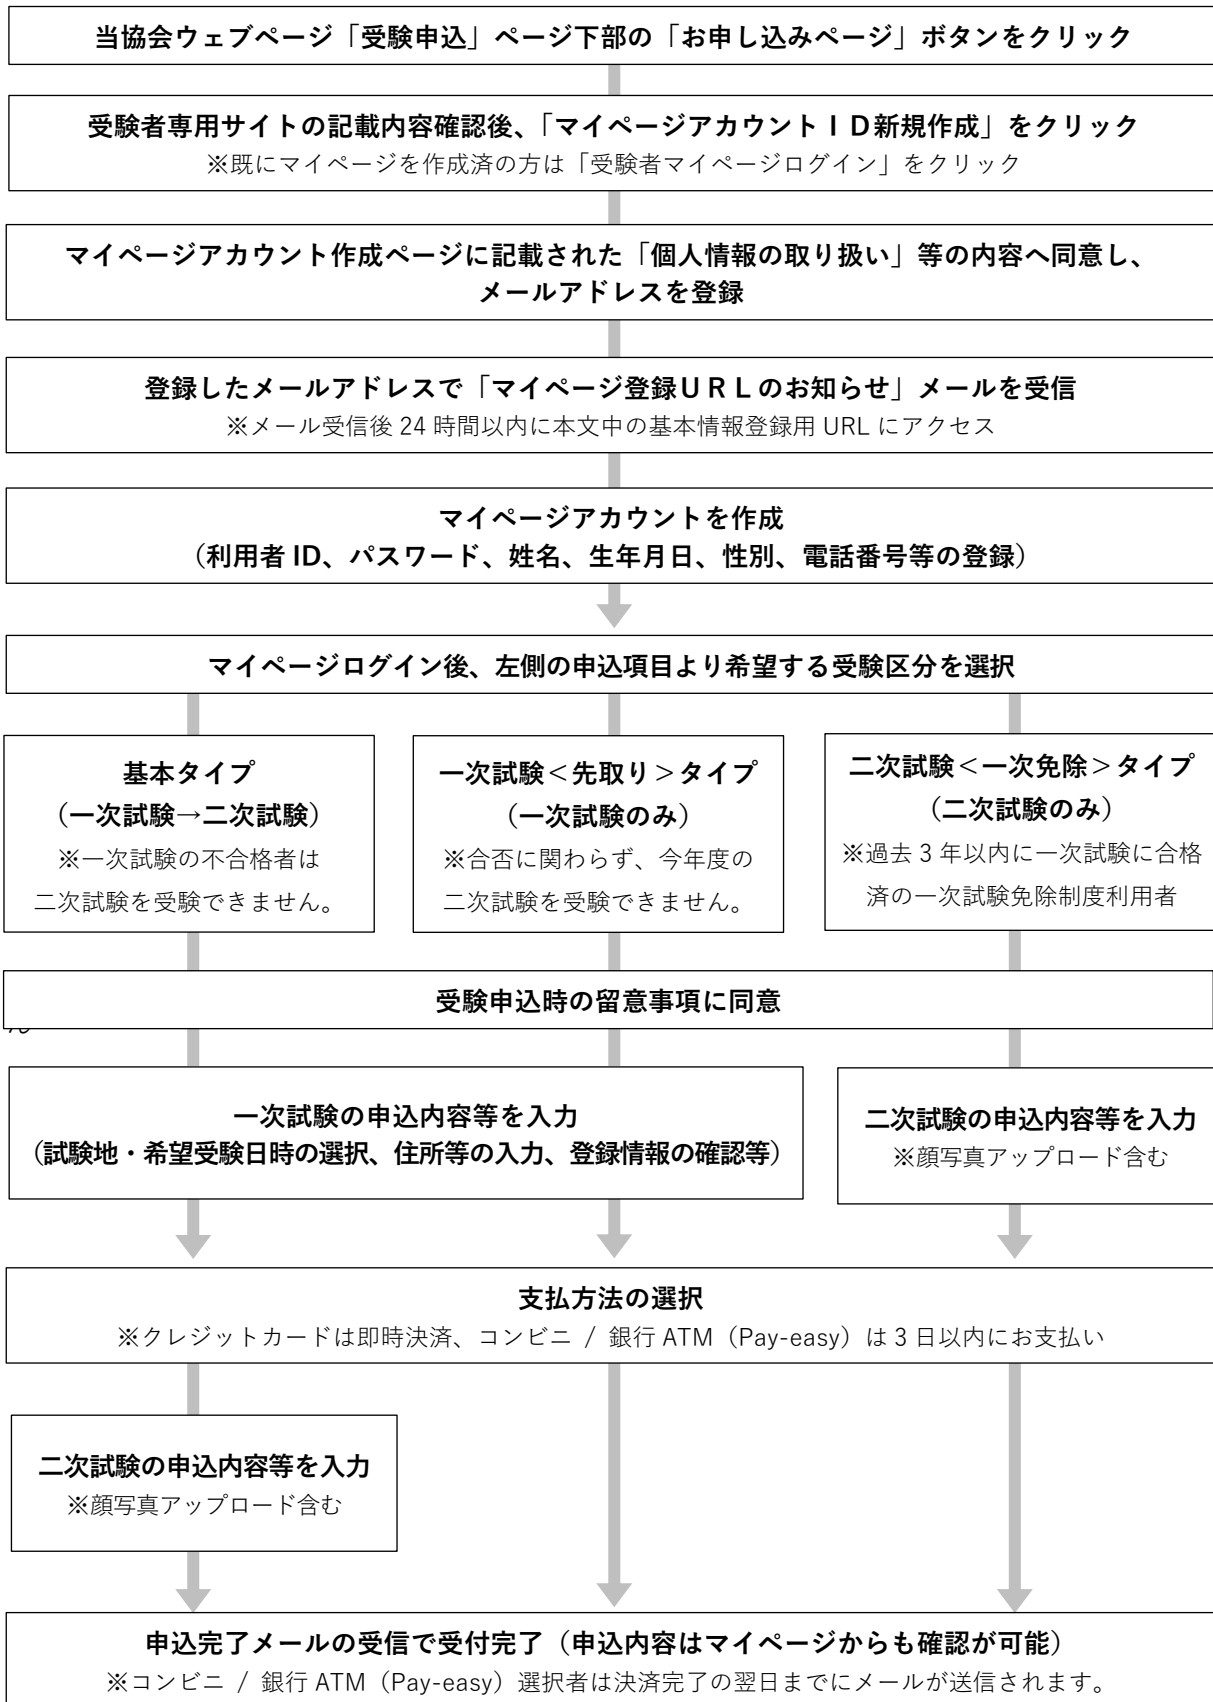 当協会ウェブページ「受験申込」ページ下部の「お申し込みページ」ボタンをクリック
受験者専用サイトの記載内容確認後、「マイページアカウントＩＤ新規作成」をクリック
※既にマイページを作成済の方は「受験者マイページログイン」をクリック
マイページアカウント作成ページに記載された「個人情報の取り扱い」等の内容へ同意し、
メールアドレスを登録
登録したメールアドレスで「マイページ登録ＵＲＬのお知らせ」メールを受信
※メール受信後 24 時間以内に本文中の基本情報登録用 URL にアクセス
マイページアカウントを作成
（利用者 ID、パスワード、姓名、生年月日、性別、電話番号等の登録）
マイページログイン後、左側の申込項目より希望する受験区分を選択
基本タイプ
（一次試験→二次試験）
※一次試験の不合格者は
二次試験を受験できません。
一次試験＜先取り＞タイプ
（一次試験のみ）
※合否に関わらず、今年度の
二次試験を受験できません。
二次試験＜一次免除＞タイプ
（二次試験のみ）
※過去 3 年以内に一次試験に合格
済の一次試験免除制度利用者
受験申込時の留意事項に同意
一次試験の申込内容等を入力
（試験地・希望受験日時の選択、住所等の入力、登録情報の確認等）
二次試験の申込内容等を入力
※顔写真アップロード含む
支払方法の選択
※クレジットカードは即時決済、コンビニ / 銀行 ATM（Pay-easy）は 3 日以内にお支払い
二次試験の申込内容等を入力
※顔写真アップロード含む
申込完了メールの受信で受付完了（申込内容はマイページからも確認が可能）
※コンビニ / 銀行 ATM（Pay-easy）選択者は決済完了の翌日までにメールが送信されます。